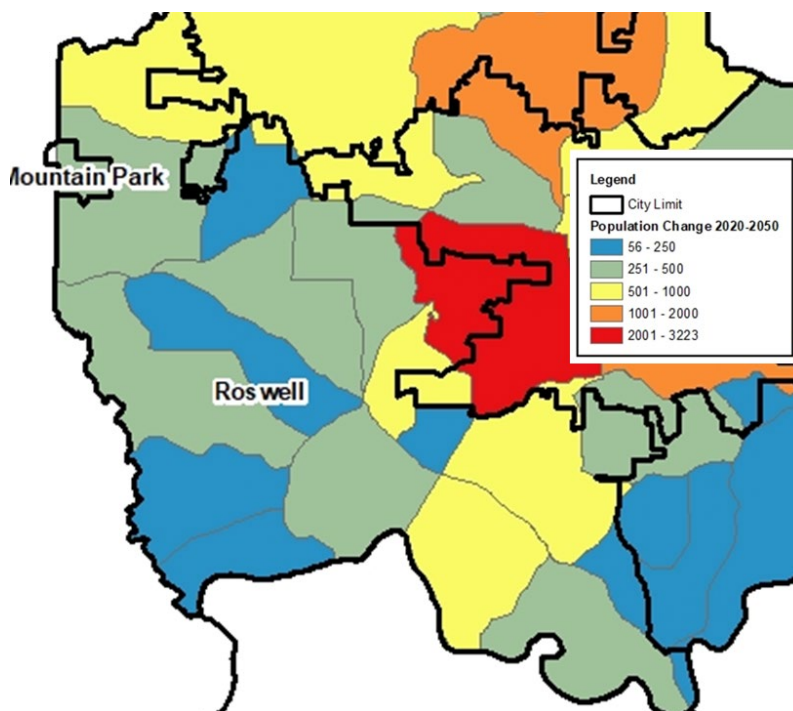 Mountain Park
Legend
City Limit
Population Change 2020-2050
56 - 250
251 - 500
501 - 1000
1001 - 2000
2001 - 3223
Roswell